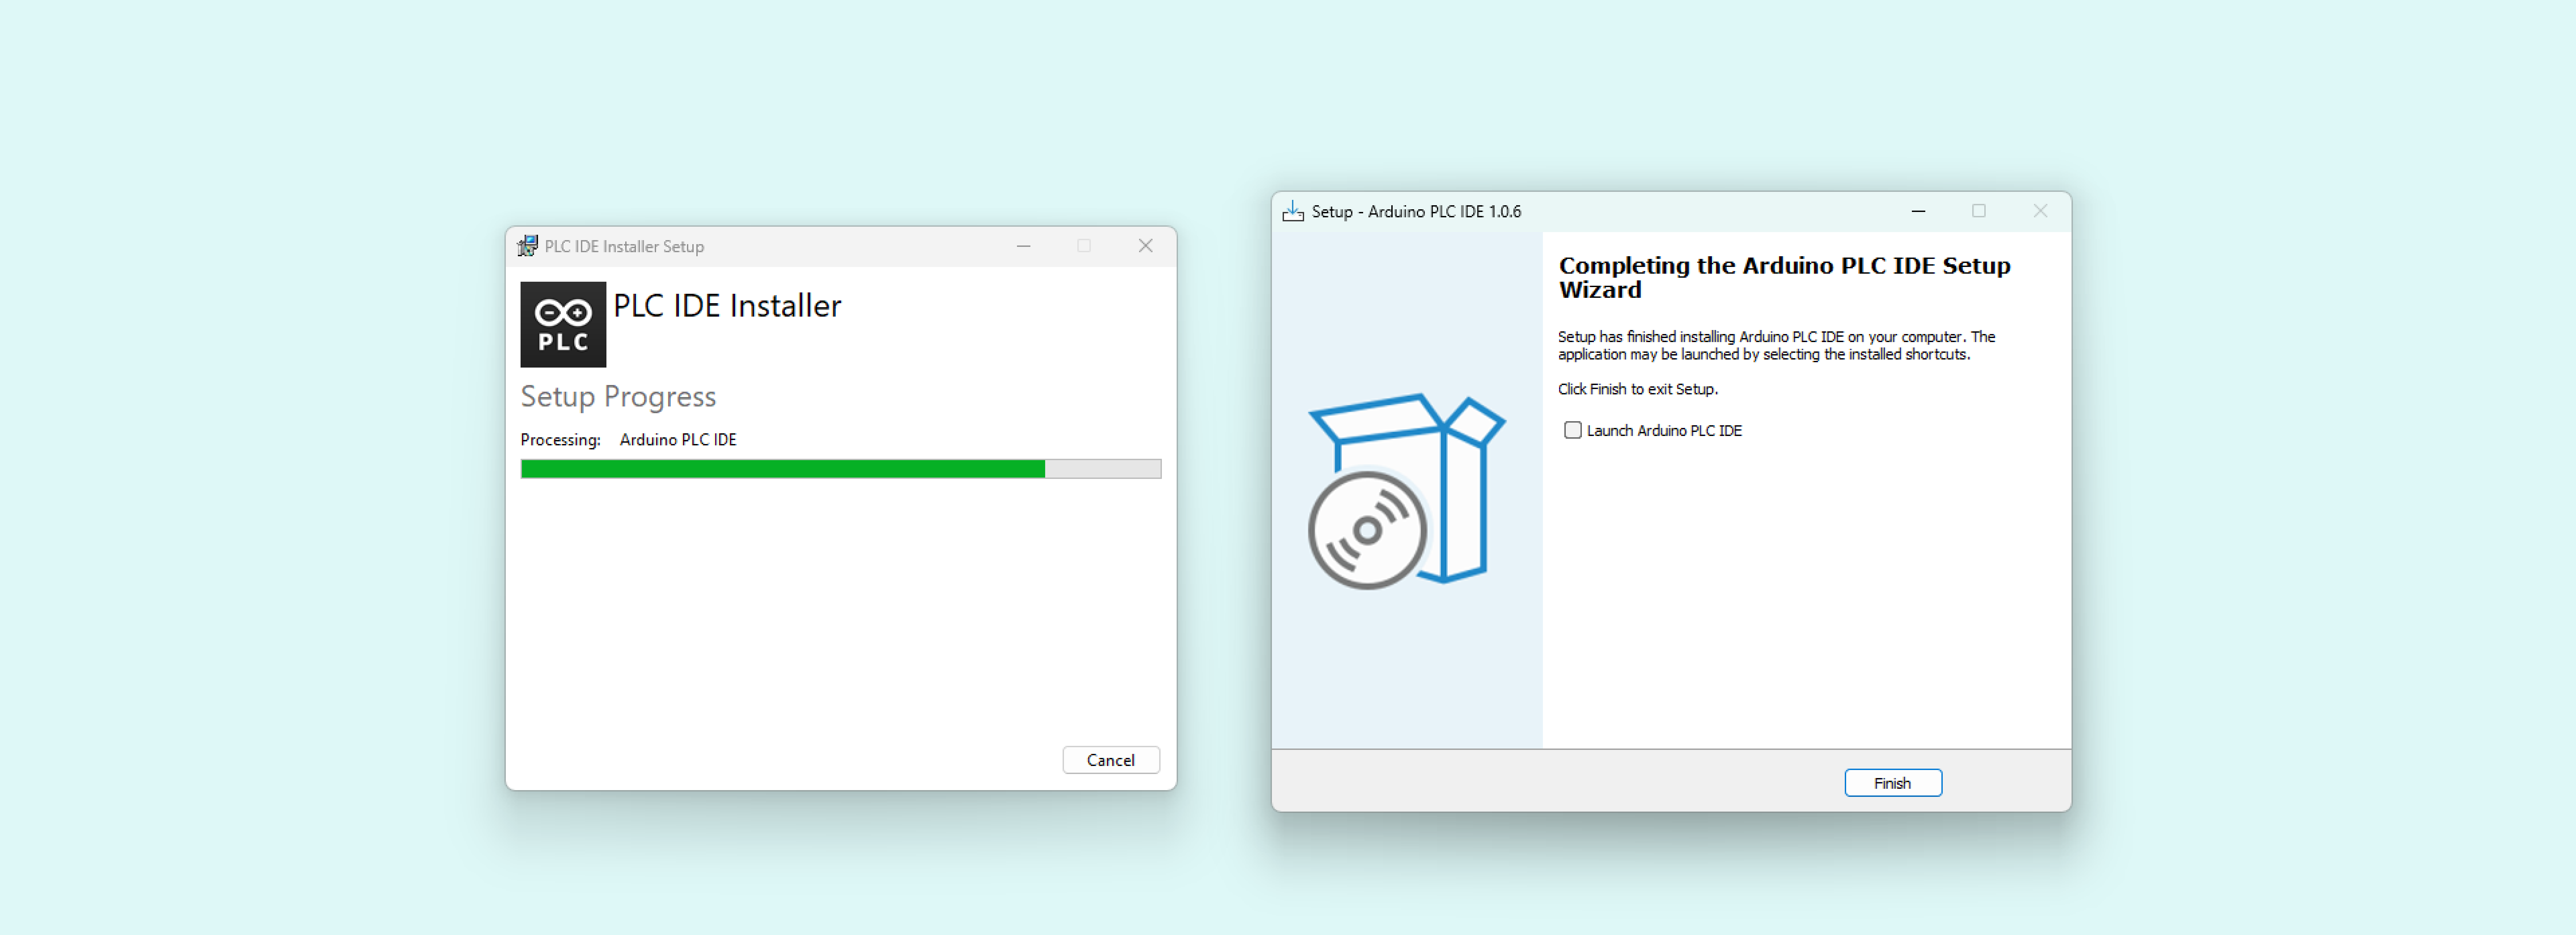 PLC IDE Installer Setup
PLC
PLC IDE Installer
Setup Progress
Processing: Arduino PLC IDE
Cancel
Setup - Arduino PLC IDE 1.0.6
Completing the Arduino PLC IDE Setup
Wizard
Setup has finished installing Arduino PLC IDE on your computer. The
application may be launched by selecting the installed shortcuts.
Click Finish to exit Setup.
Launch Arduino PLC IDE
Finish